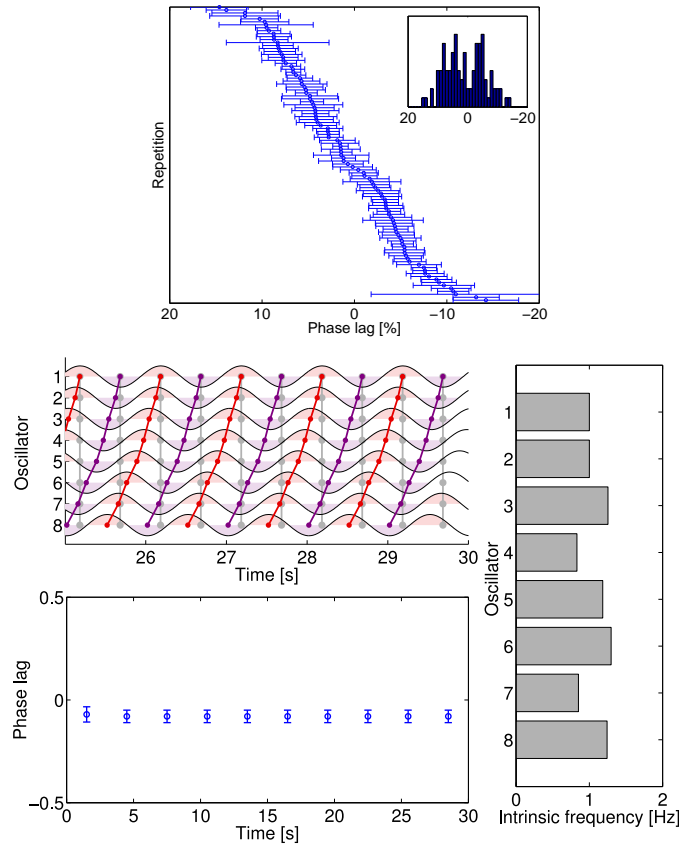 Repetition
20 0 -20
20 10 0 -10 -20
Phase lag [%]
Oscillator
1
2
3
4
5
6
7
8
26 27 28 29 30
Time [s]
Phase lag
0.5
0
-0.5
0 5 10 15 20 25 30
Time [s]
Oscillator
1
2
3
4
5
6
7
8
0 1 2
Intrinsic frequency [Hz]